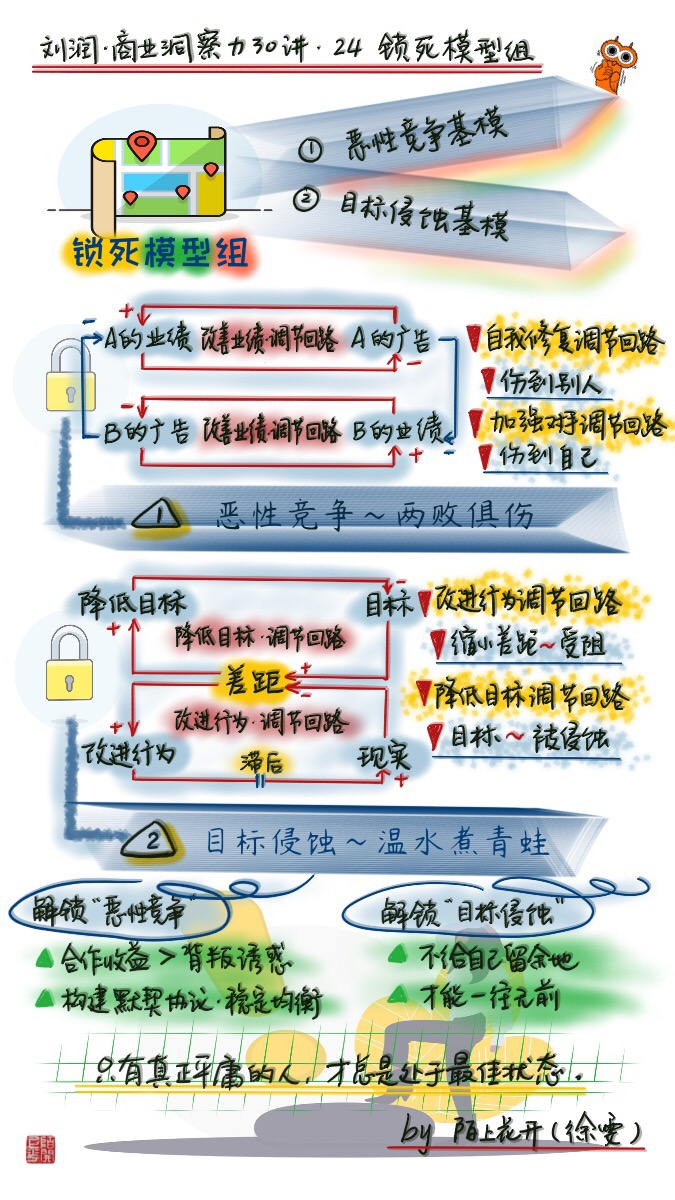 刘润·商业洞察力30讲·24 锁死模型组
① 恶性竞争基模
② 目标侵蚀基模
锁死模型组
+
-
A的业绩 改善业绩·调节回路 A的广告
-
自我修复调节回路
伤到别人
-
B的广告 改善业绩·调节回路 B的业绩
-
+
加强对手调节回路
伤到自己
1 恶性竞争~两败俱伤
降低目标
-
目标
+
降低目标·调节回路
+
差距
-
改进行为·调节回路
+
改进行为
滞后
现实
+
改进行为调节回路
缩小差距~受阻
降低目标调节回路
目标~被侵蚀
2 目标侵蚀~温水煮青蛙
解锁"恶性竞争"
合作收益>背叛诱惑
构建默契协议·稳定均衡
解锁"目标侵蚀"
不给自己留余地
才能一往无前
只有真正平庸的人,才总是处于最佳状态。
by 陌上花开(徐雯)